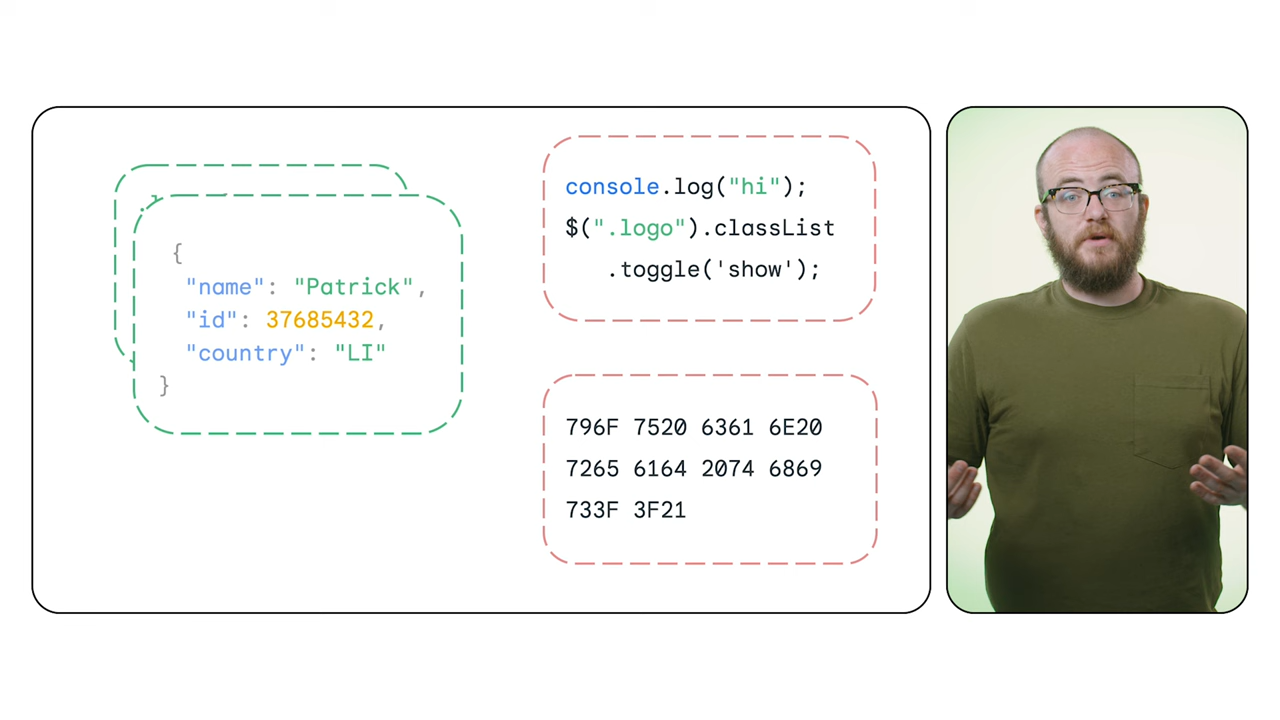 {
"name": "Patrick",
"id": 37685432,
"country": "LI"
}
console.log("hi");
$(".logo").classList
.toggle('show');
796F 7520 6361 6E20
7265 6164 2074 6869
733F 3F21